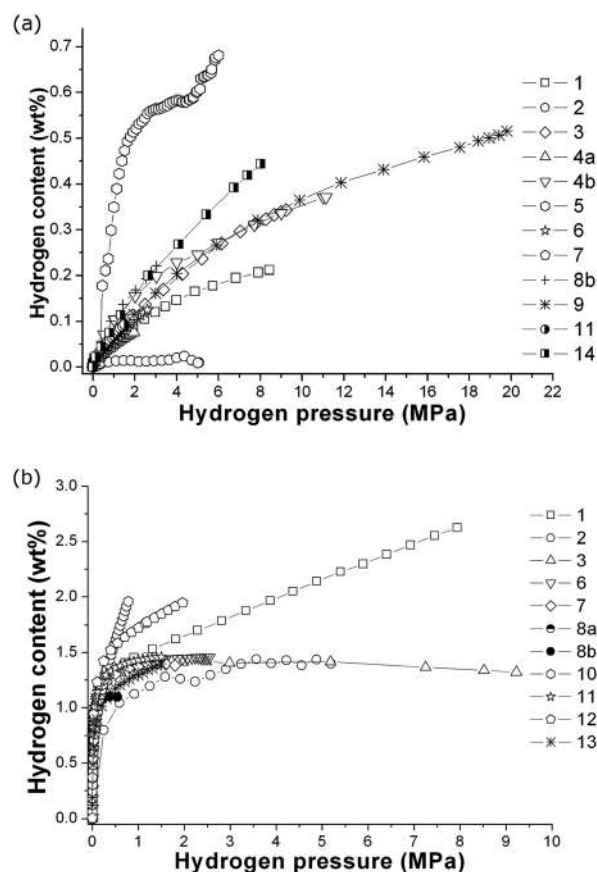 (a)
Hydrogen content (wt%)
0.7
0.6
0.5
0.4
0.3
0.2
0.1
0.0
0 2 4 6 8 10 12 14 16 18 20 22
Hydrogen pressure (MPa)
1
2
3
4a
4b
5
6
7
8b
9
11
14
(b)
Hydrogen content (wt%)
3.0
2.5
2.0
1.5
1.0
0.5
0.0
0 1 2 3 4 5 6 7 8 9 10
Hydrogen pressure (MPa)
1
2
3
6
7
8a
8b
10
11
12
13